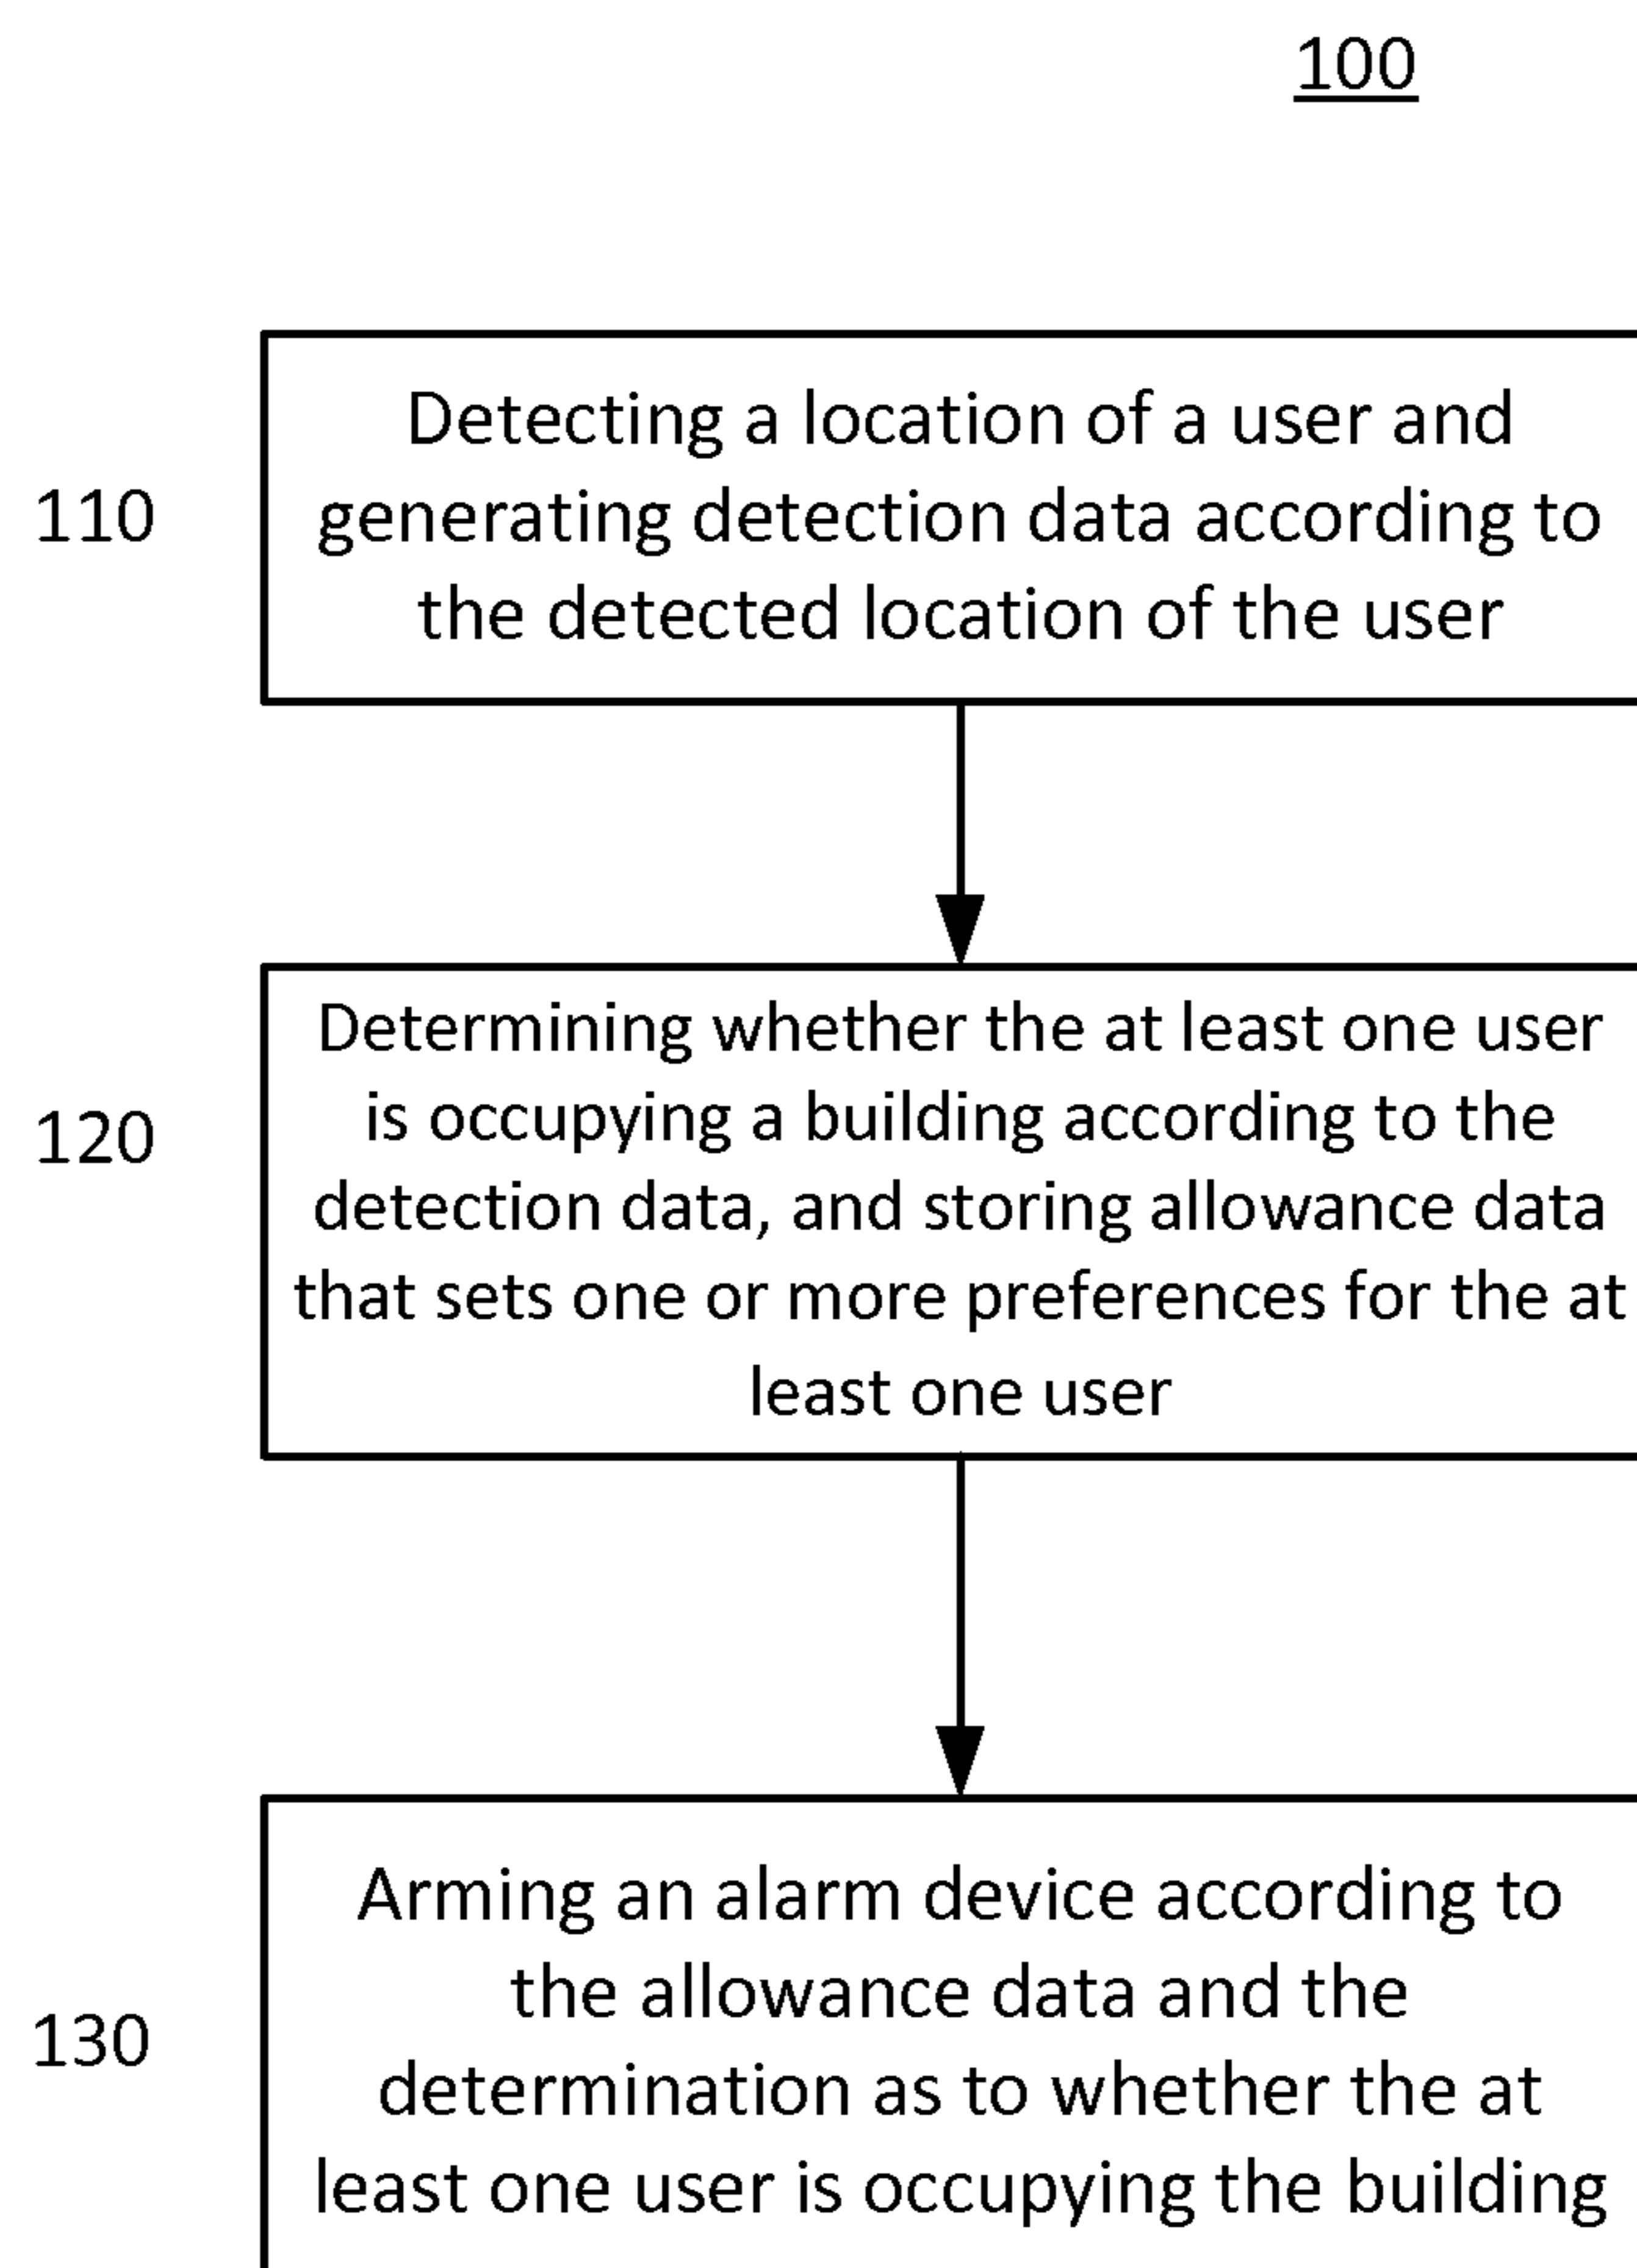 100
Detecting a location of a user and
110
generating detection data according to
the detected location of the user
Determining whether the at least one user
120
is occupying a building according to the
detection data, and storing allowance data
that sets one or more preferences for the at
least one user
Arming an alarm device according to
the allowance data and the
130
determination as to whether the at
least one user is occupying the building